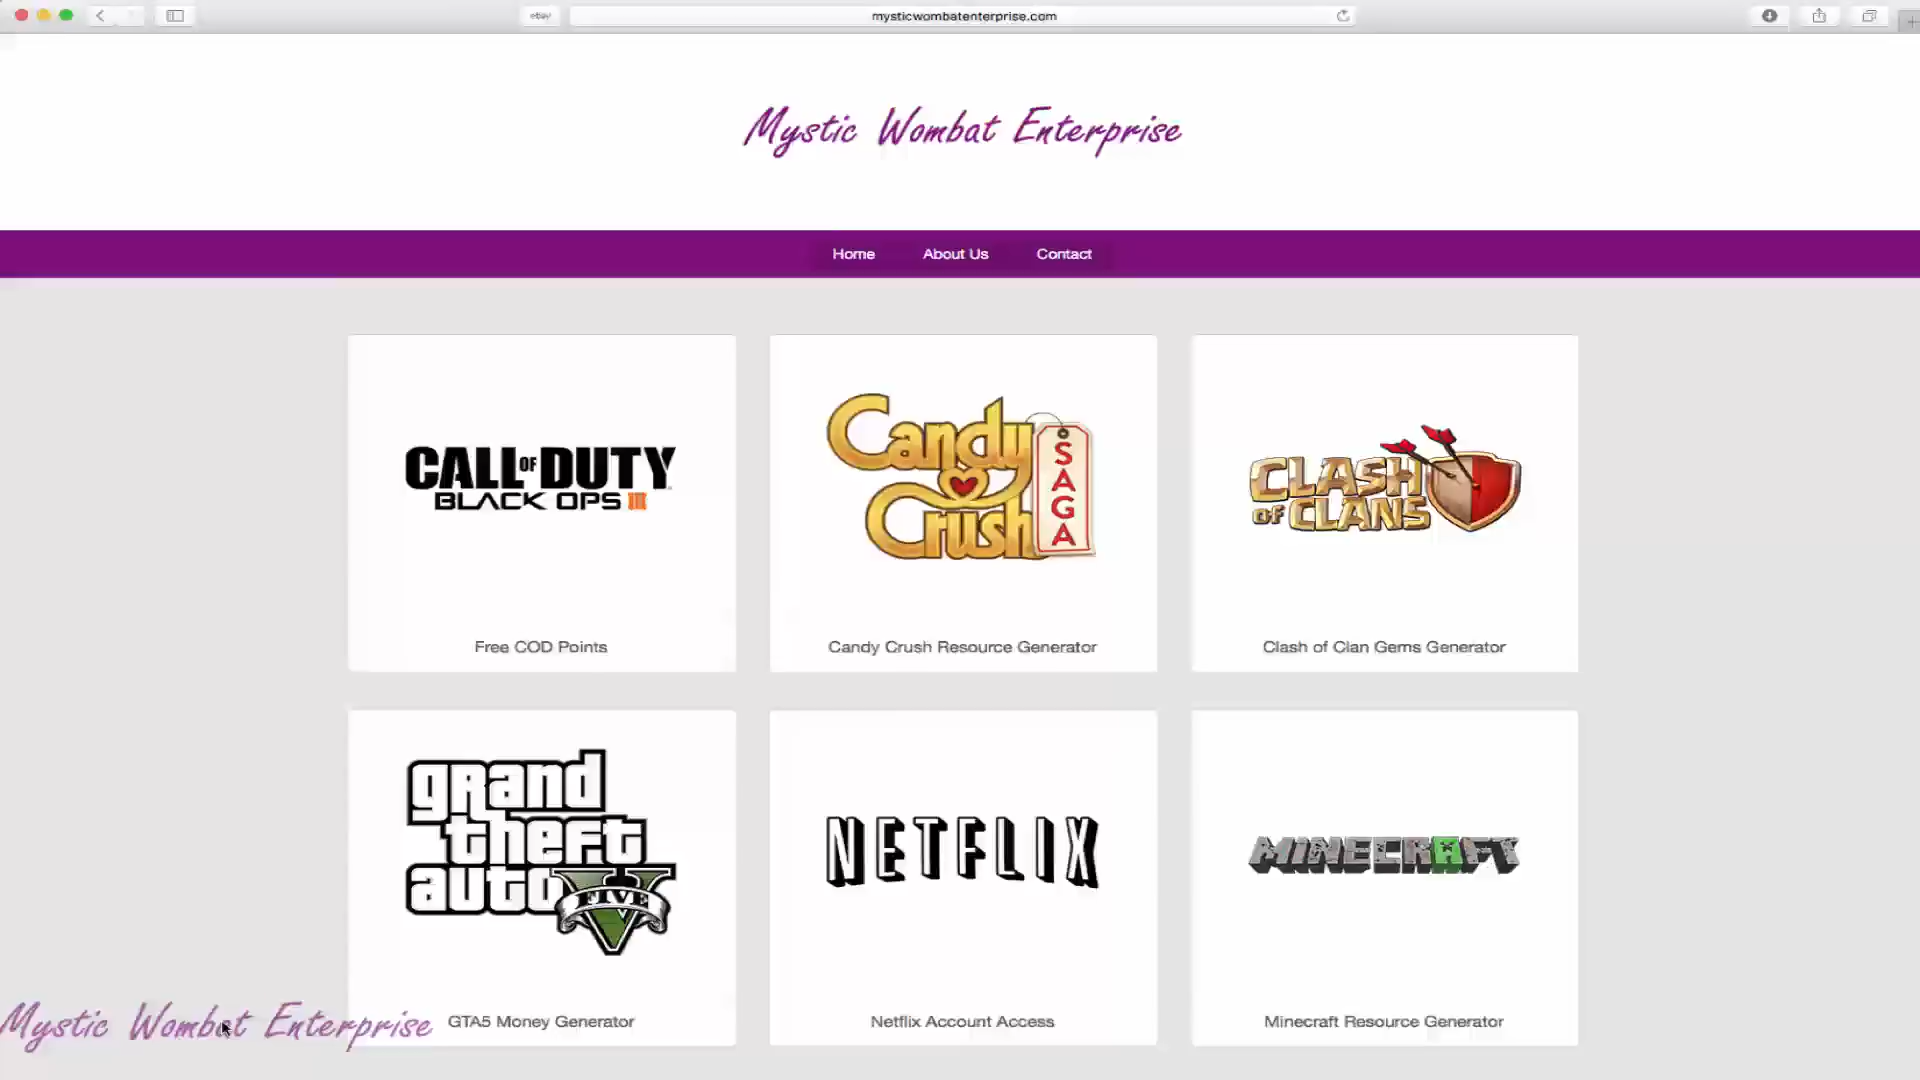 ebay
mysticwombatenterprise.com
Mystic Wombat Enterprise
Home
About Us
Contact
CALL OF DUTY
BLACK OPS III
Candy
Crush
SAGA
CLASH
OF CLANS
Free COD Points
Candy Crush Resource Generator
Clash of Clan Gems Generator
grand
theft
auto
V
FIVE
NETFLIX
MINECRAFT
Mystic Wombat Enterprise
GTA5 Money Generator
Netflix Account Access
Minecraft Resource Generator